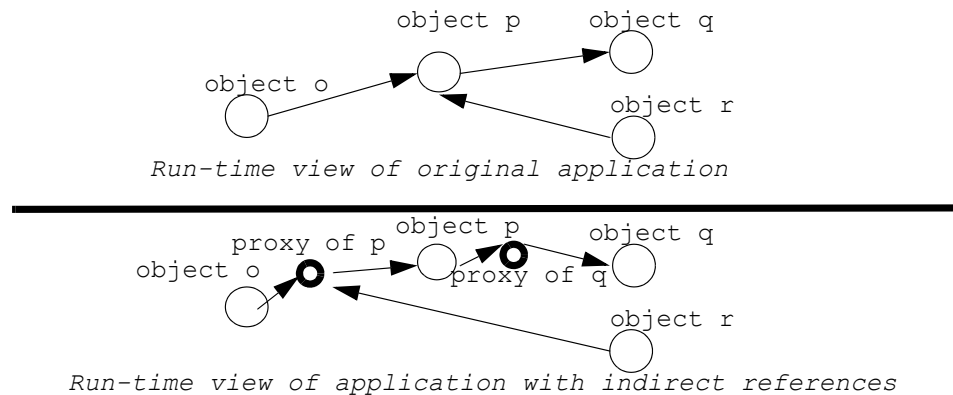 object p
object q
object o
object r
Run-time view of original application
object p
object q
proxy of p
object o
proxy of q
object r
Run-time view of application with indirect references